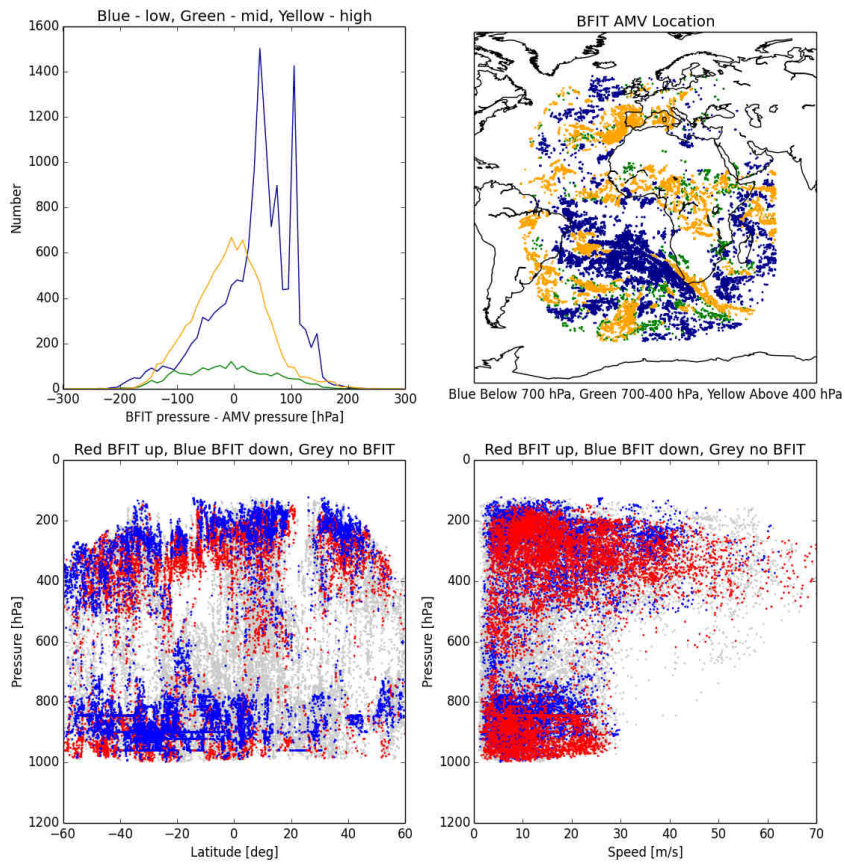 Blue - low, Green - mid, Yellow - high
1600
1400
1200
1000
800
600
400
200
0
Number
−300 −200 −100 0 100 200 300
BFIT pressure - AMV pressure [hPa]
BFIT AMV Location
Blue Below 700 hPa, Green 700-400 hPa, Yellow Above 400 hPa
Red BFIT up, Blue BFIT down, Grey no BFIT
0
200
400
600
800
1000
1200
Pressure [hPa]
−60 −40 −20 0 20 40 60
Latitude [deg]
Red BFIT up, Blue BFIT down, Grey no BFIT
0
200
400
600
800
1000
1200
Pressure [hPa]
0 10 20 30 40 50 60 70
Speed [m/s]